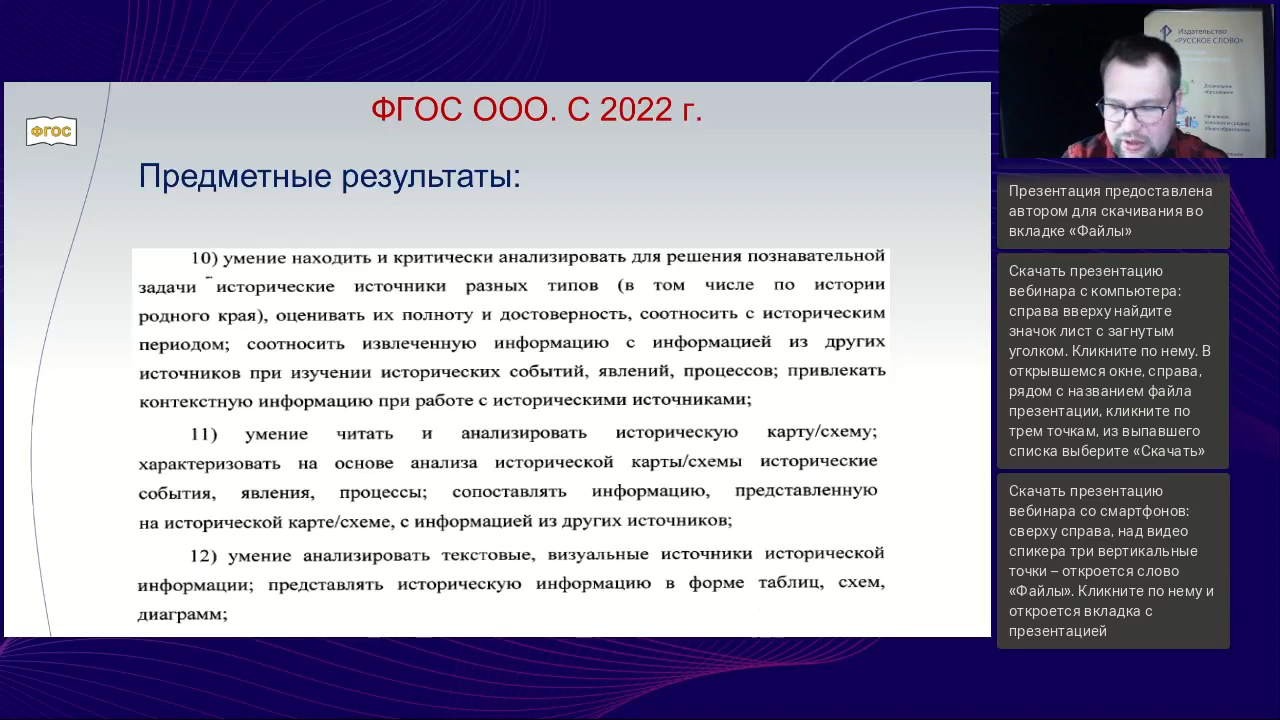 ФГОС ООО. С 2022 г.
ФГОС
Предметные результаты:
10) умение находить и критически анализировать для решения познавательной
задачи исторические источники разных типов (в том числе по истории
родного края), оценивать их полноту и достоверность, соотносить с историческим
периодом; соотносить извлеченную информацию с информацией из других
источников при изучении исторических событий, явлений, процессов; привлекать
контекстную информацию при работе с историческими источниками;
11) умение читать и анализировать историческую карту/схему;
характеризовать на основе анализа исторической карты/схемы исторические
события, явления, процессы; сопоставлять информацию, представленную
на исторической карте/схеме, с информацией из других источников;
12) умение анализировать текстовые, визуальные источники исторической
информации; представлять историческую информацию в форме таблиц, схем,
диаграмм;
Издательство
«РУССКОЕ СЛОВО»
Дошкольное
образование
Презентация предоставлена
автором для скачивания во
вкладке «Файлы»
Скачать презентацию
вебинара с компьютера:
справа вверху найдите
значок лист с загнутым
уголком. Кликните по нему. В
открывшемся окне, справа,
рядом с названием файла
презентации, кликните по
трем точкам, из выпавшего
списка выберите «Скачать»
Скачать презентацию
вебинара со смартфонов:
сверху справа, над видео
спикера три вертикальные
точки – откроется слово
«Файлы». Кликните по нему и
откроется вкладка с
презентацией